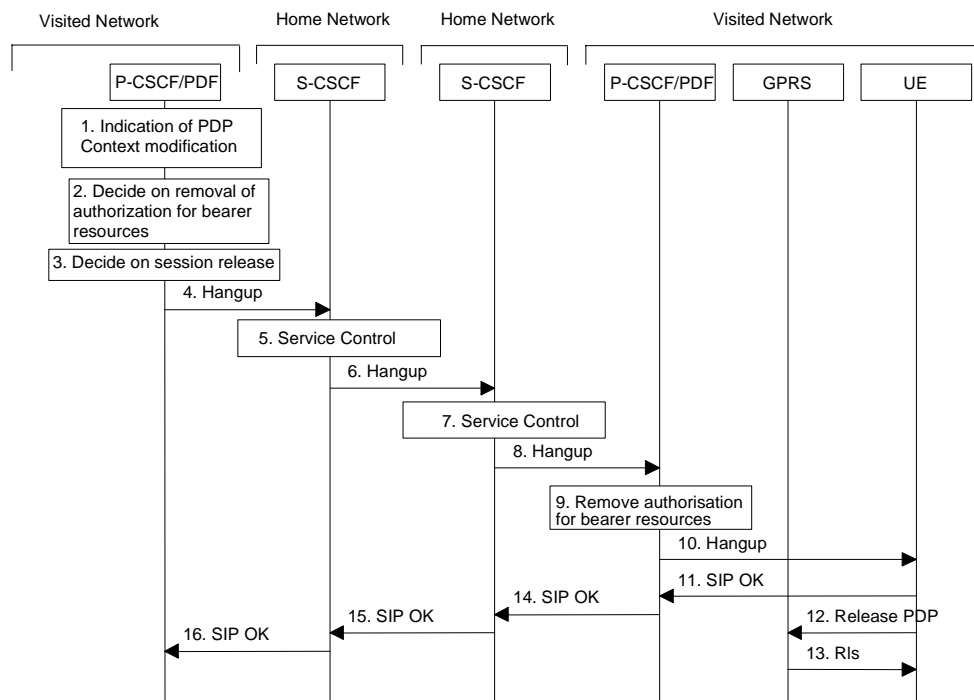 Visited Network
Home Network
Home Network
Visited Network
P-CSCF/PDF
S-CSCF
S-CSCF
P-CSCF/PDF
GPRS
UE
1. Indication of PDP
Context modification
2. Decide on removal of
authorization for bearer
resources
3. Decide on session release
4. Hangup
5. Service Control
6. Hangup
7. Service Control
8. Hangup
9. Remove authorisation
for bearer resources
10. Hangup
11. SIP OK
14. SIP OK
12. Release PDP
15. SIP OK
16. SIP OK
13. Rls